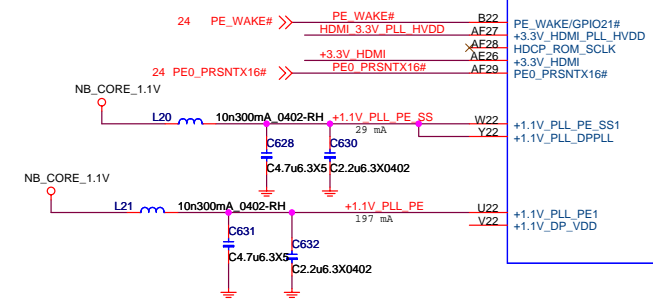 24 PE_WAKE# PE_WAKE# B22 PE_WAKE/GPIO21#
HDMI_3.3V_PLL_HVDD AF27 +3.3V_HDMI_PLL_HVDD
AF28 HDCP_ROM_SCLK
+3.3V_HDMI AE26 +3.3V_HDMI
24 PE0_PRSNTX16# PE0_PRSNTX16# AF29 PE0_PRSNTX16#
NB_CORE_1.1V
L20 10n300mA_0402-RH +1.1V_PLL_PE_SS W22 +1.1V_PLL_PE_SS1
29 mA Y22 +1.1V_PLL_DPPLL
C628 C630
C4.7u6.3X5 C2.2u6.3X0402
NB_CORE_1.1V
L21 10n300mA_0402-RH +1.1V_PLL_PE U22 +1.1V_PLL_PE1
197 mA V22 +1.1V_DP_VDD
C631 C632
C4.7u6.3X5
C2.2u6.3X0402